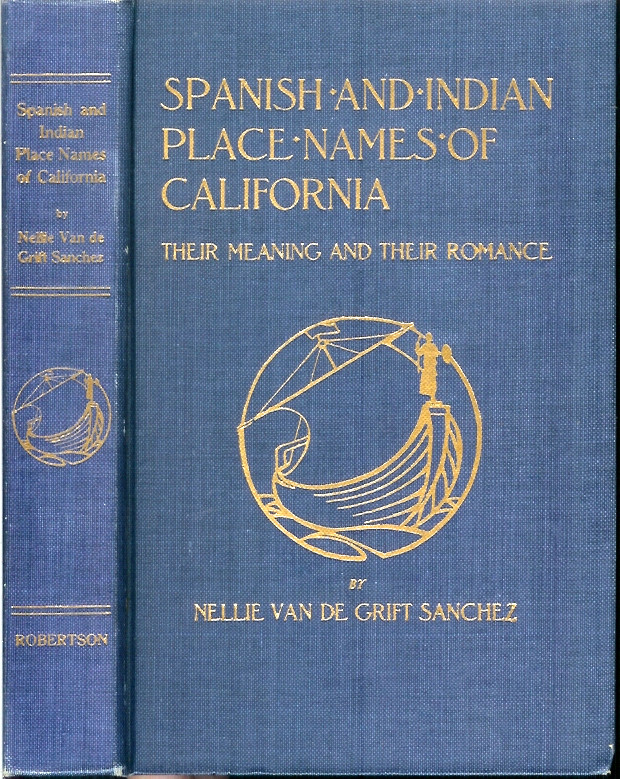 Spanish and
Indian
Place Names
of California
by
Nellie Van de
Grift Sanchez
ROBERTSON
SPANISH·AND·INDIAN
PLACE·NAMES·OF
CALIFORNIA
THEIR MEANING AND THEIR ROMANCE
BY
NELLIE VAN DE GRIFT SANCHEZ